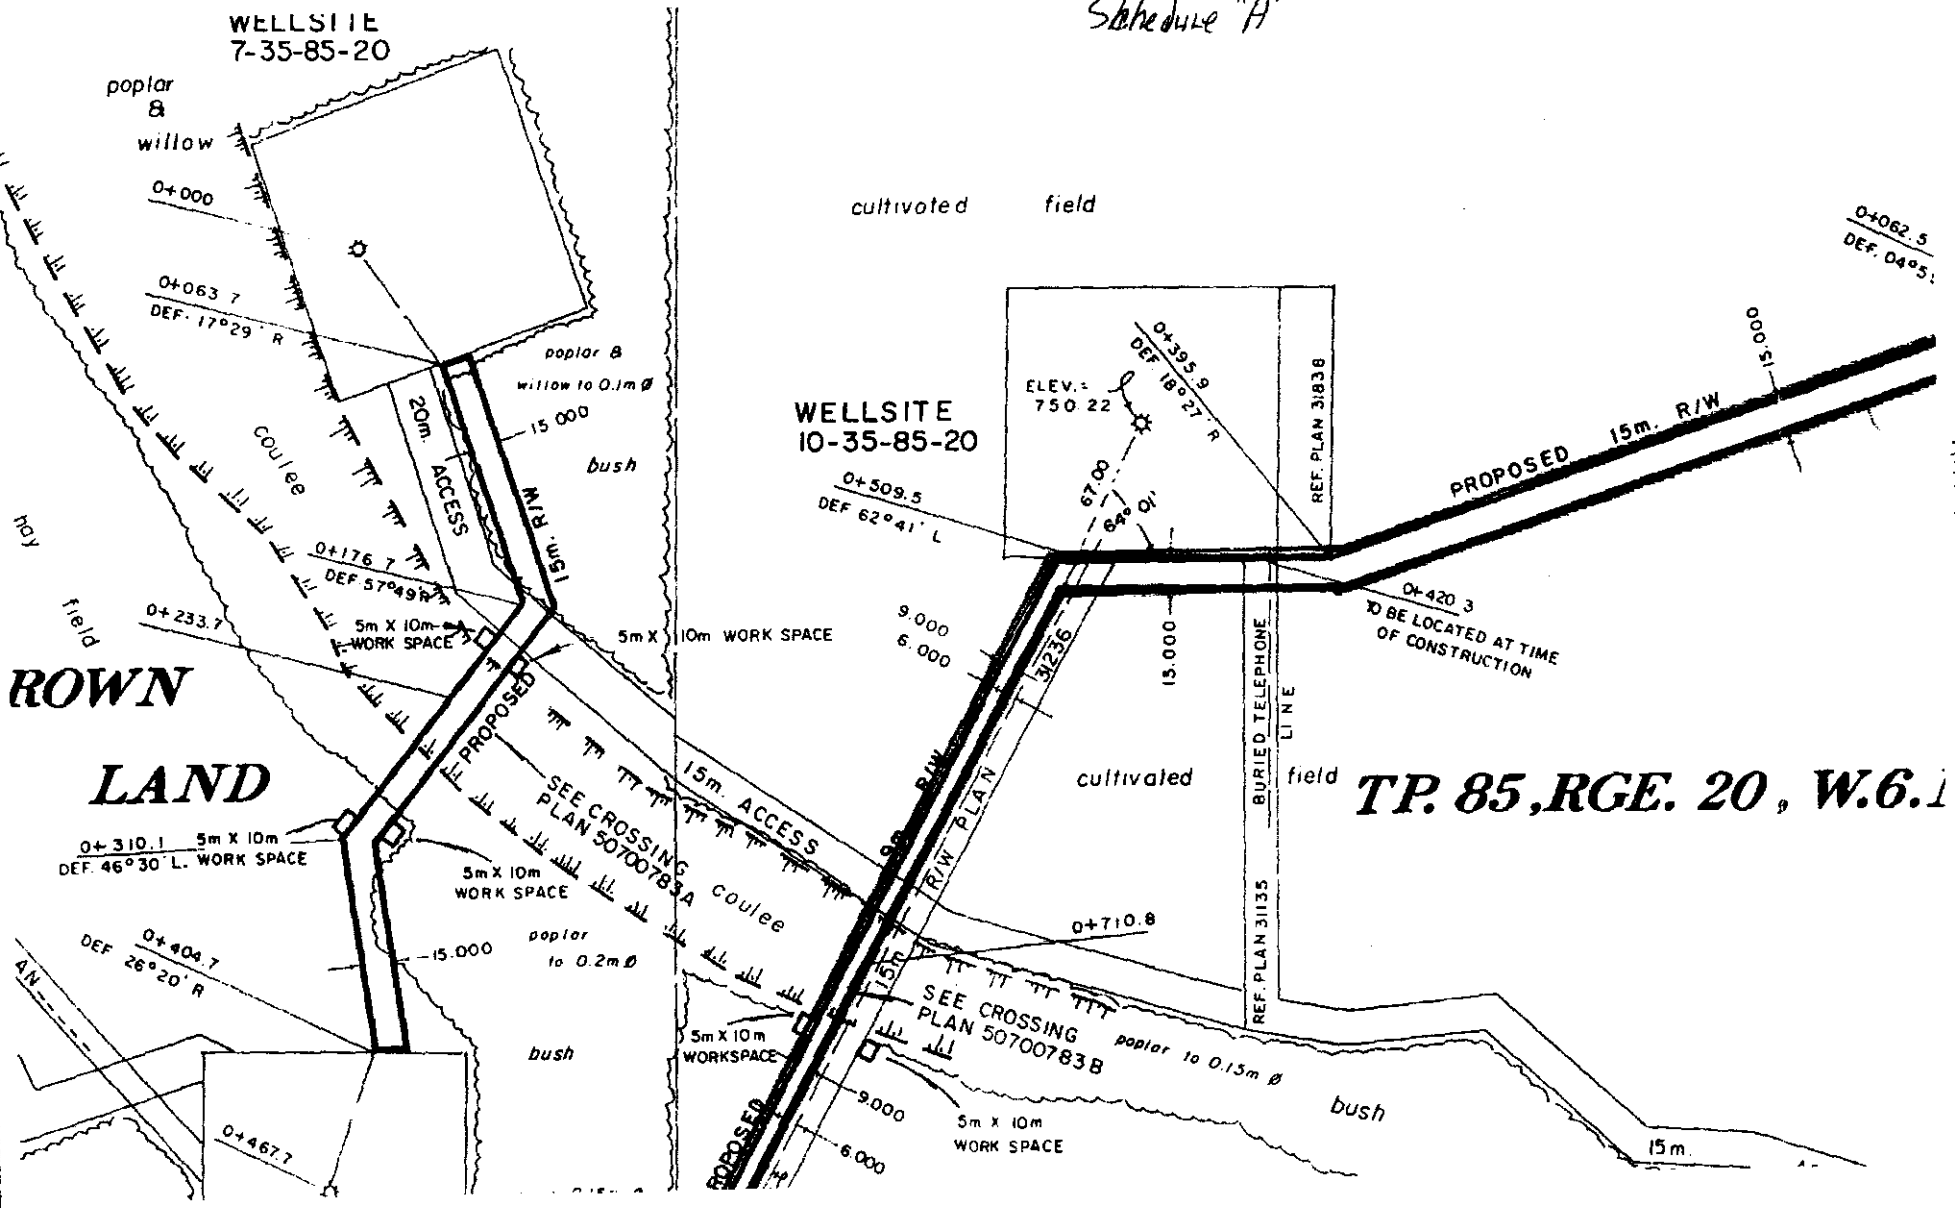 Schedule "A"
WELLSITE
7-35-85-20
poplar
&
willow
0+000
0+063 7
DEF. 17°29' R
cultivated field
0+062.5
DEF. 04°5
poplar &
willow to 0.1m Ø
20m. ACCESS
15 000
15m. R/W
bush
coulee
hay
field
WELLSITE
10-35-85-20
ELEV.=
750 22
0+395.9
DEF. 18°27' R
REF. PLAN 31838
67.00
64° 01'
0+509.5
DEF 62°41' L
PROPOSED 15m. R/W
15.000
0+176 7
DEF. 57°49' R
0+233.7
5m X 10m
WORK SPACE
5m X 10m WORK SPACE
9.000
6.000
31236
15.000
0+420 3
TO BE LOCATED AT TIME
OF CONSTRUCTION
BURIED TELEPHONE
LINE
ROWN
LAND
PROPOSED
SEE CROSSING
PLAN 50700783A
15m. ACCESS
R/W
R/W PLAN
cultivated field
TP. 85, RGE. 20, W.6.
0+310.1
DEF. 46°30' L.
5m X 10m
WORK SPACE
5m X 10m
WORK SPACE
coulee
0+404.7
DEF 26°20' R
15.000
poplar
to 0.2m Ø
bush
AN
0+467.7
0+710.8
15m
REF. PLAN 31135
SEE CROSSING
PLAN 50700783B
5m X 10m
WORKSPACE
poplar to 0.15m Ø
bush
9.000
6.000
5m X 10m
WORK SPACE
ROPOSED
15m.